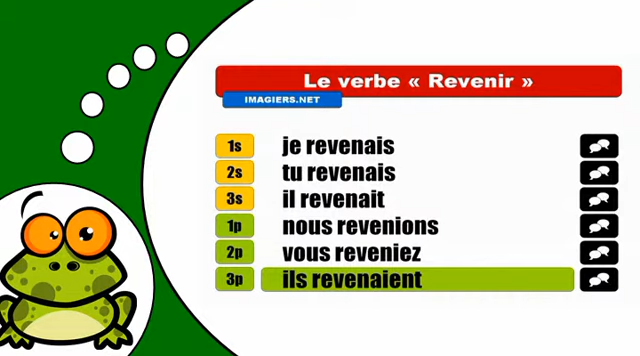 Le verbe « Revenir »
IMAGIERS.NET
1s je revenais
2s tu revenais
3s il revenait
1p nous revenions
2p vous reveniez
3p ils revenaient